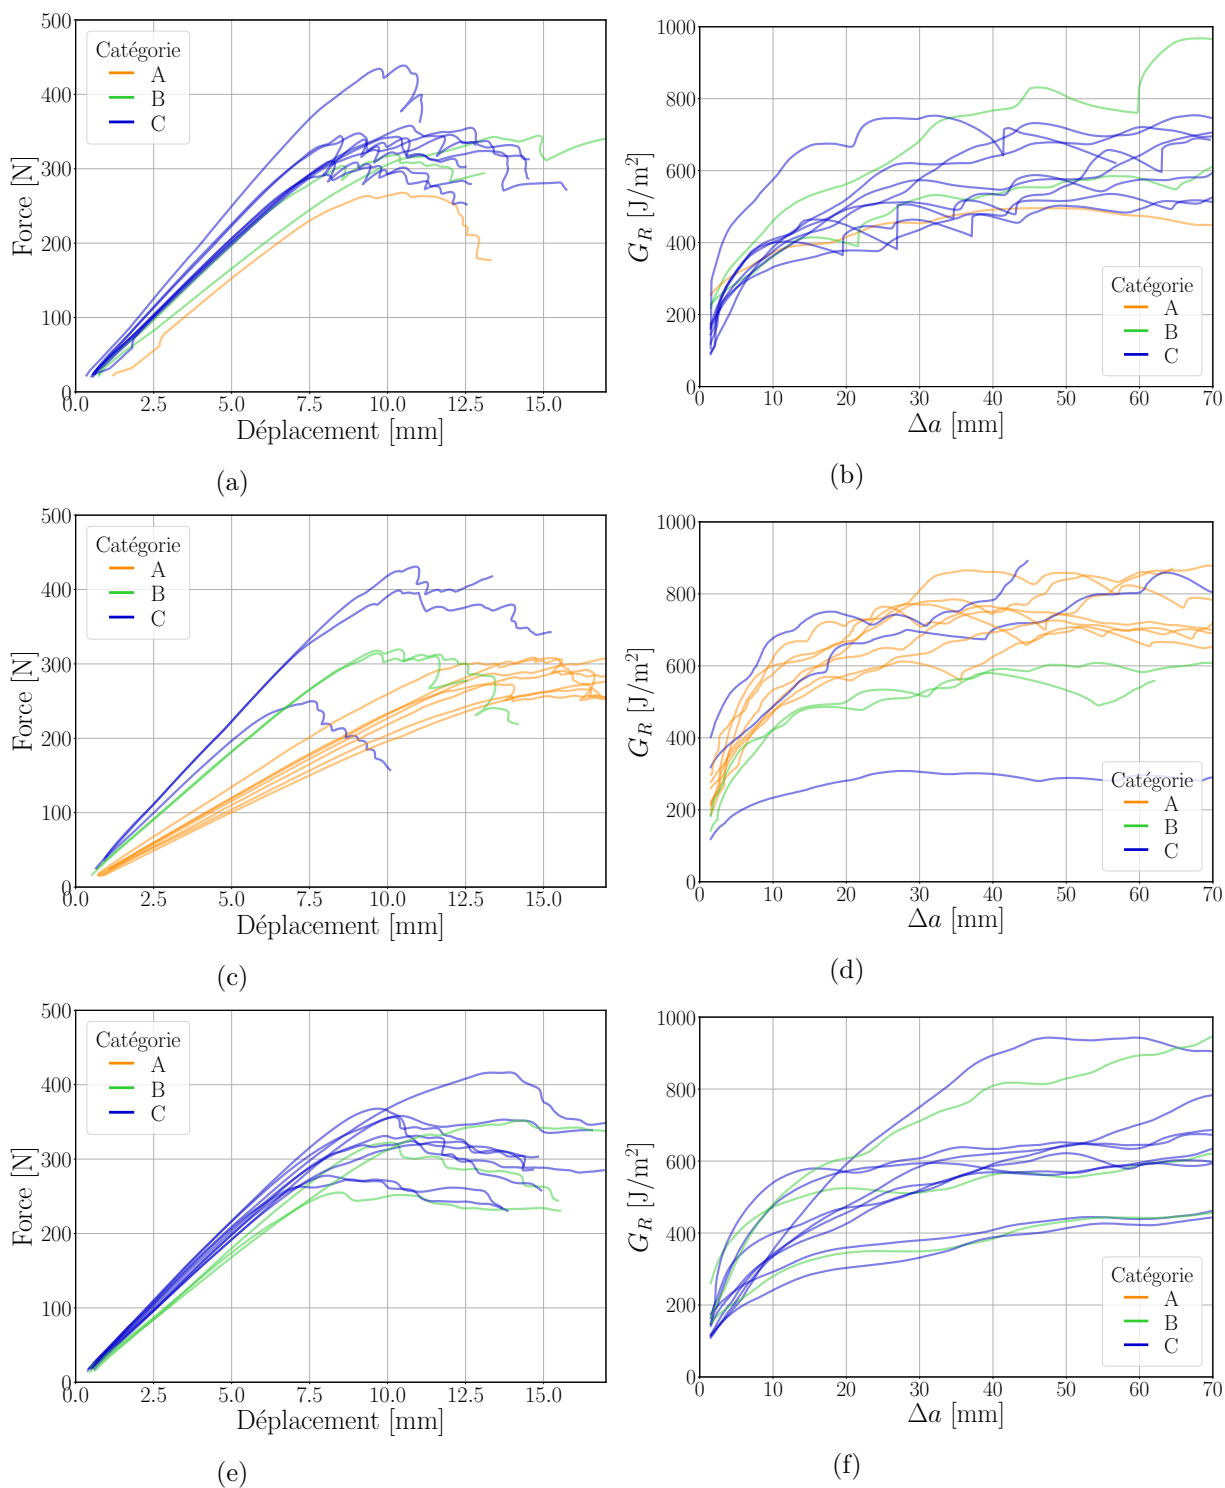 500
400
300
200
100
0
0.0 2.5 5.0 7.5 10.0 12.5 15.0
Force [N]
Déplacement [mm]
Catégorie
A
B
C
(a)
1000
800
600
400
200
0
0 10 20 30 40 50 60 70
G_R [J/m²]
Δa [mm]
Catégorie
A
B
C
(b)
500
400
300
200
100
0
0.0 2.5 5.0 7.5 10.0 12.5 15.0
Force [N]
Déplacement [mm]
Catégorie
A
B
C
(c)
1000
800
600
400
200
0
0 10 20 30 40 50 60 70
G_R [J/m²]
Δa [mm]
Catégorie
A
B
C
(d)
500
400
300
200
100
0
0.0 2.5 5.0 7.5 10.0 12.5 15.0
Force [N]
Déplacement [mm]
Catégorie
A
B
C
(e)
1000
800
600
400
200
0
0 10 20 30 40 50 60 70
G_R [J/m²]
Δa [mm]
Catégorie
A
B
C
(f)